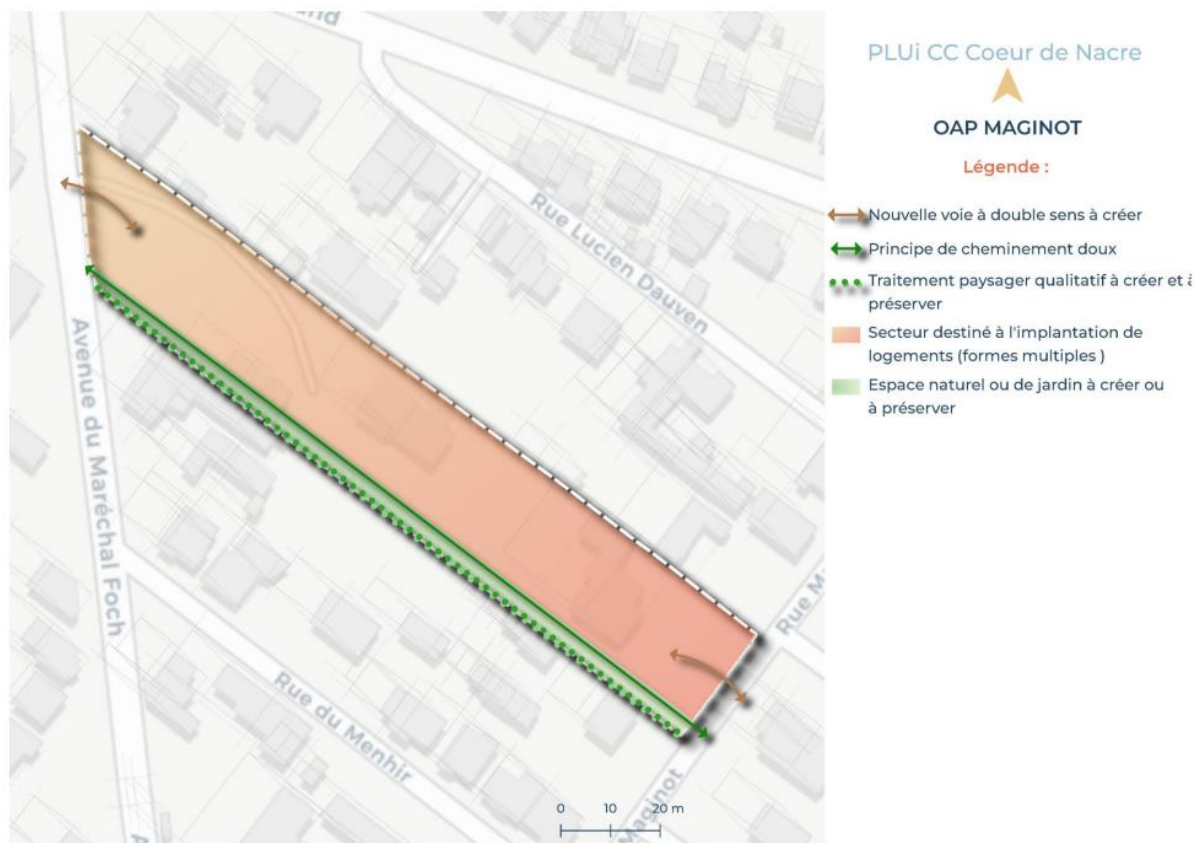 PLUi CC Coeur de Nacre
OAP MAGINOT
Légende :
Nouvelle voie à double sens à créer
Principe de cheminement doux
Traitement paysager qualitatif à créer et à
préserver
Secteur destiné à l'implantation de
logements (formes multiples )
Espace naturel ou de jardin à créer ou
à préserver
Rue Lucien Dauven
Avenue du Maréchal Foch
Rue du Menhir
Rue M
Maginot
0 10 20 m